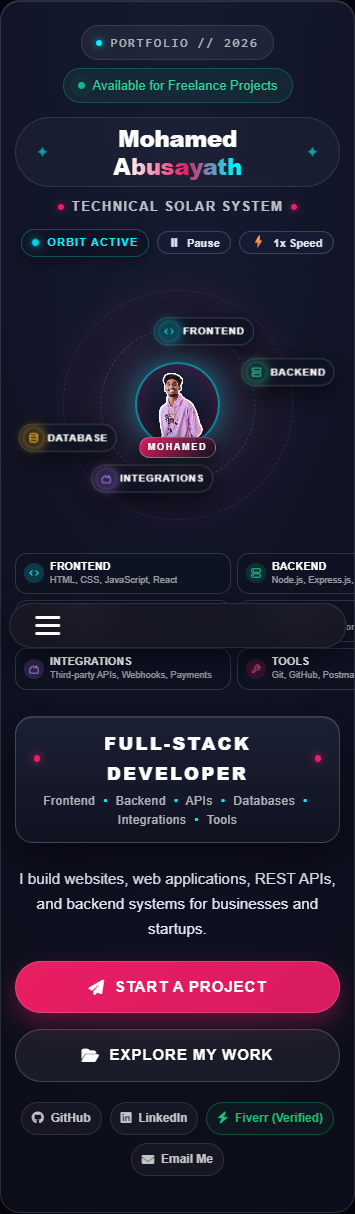 PORTFOLIO // 2026
Available for Freelance Projects
Mohamed
Abusayath
TECHNICAL SOLAR SYSTEM
ORBIT ACTIVE
Pause
1x Speed
FRONTEND
BACKEND
DATABASE
MOHAMED
INTEGRATIONS
FRONTEND
HTML, CSS, JavaScript, React
BACKEND
Node.js, Express.js,
INTEGRATIONS
Third-party APIs, Webhooks, Payments
TOOLS
Git, GitHub, Postma
FULL-STACK
DEVELOPER
Frontend • Backend • APIs • Databases •
Integrations • Tools
I build websites, web applications, REST APIs,
and backend systems for businesses and
startups.
START A PROJECT
EXPLORE MY WORK
GitHub
LinkedIn
Fiverr (Verified)
Email Me